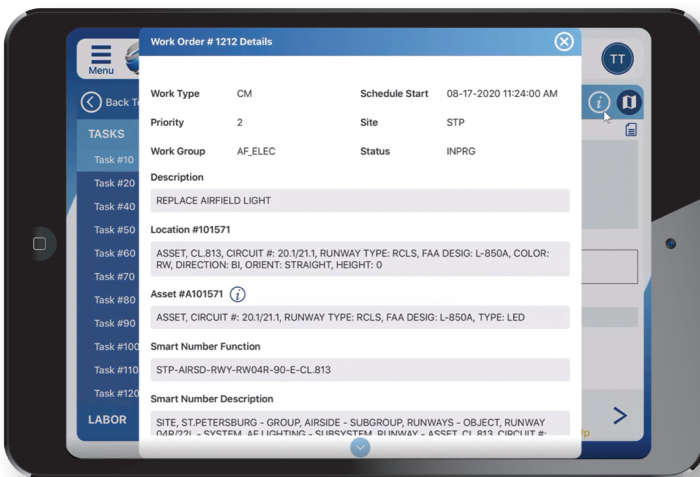 Work Order # 1212 Details
Menu
TT
Back
TASKS
Task #10
Task #20
Task #40
Task #50
Task #60
Task #70
Task #80
Task #90
Task #100
Task #110
Task #120
LABOR
Work Type CM Schedule Start 08-17-2020 11:24:00 AM
Priority 2 Site STP
Work Group AF_ELEC Status INPRG
Description
REPLACE AIRFIELD LIGHT
Location #101571
ASSET, CL.813, CIRCUIT #: 20.1/21.1, RUNWAY TYPE: RCLS, FAA DESIG: L-850A, COLOR:
RW, DIRECTION: BI, ORIENT: STRAIGHT, HEIGHT: 0
Asset #A101571 i
ASSET, CIRCUIT #: 20.1/21.1, RUNWAY TYPE: RCLS, FAA DESIG: L-850A, TYPE: LED
Smart Number Function
STP-AIRSD-RWY-RW04R-90-E-CL.813
Smart Number Description
SITE, ST.PETERSBURG - GROUP, AIRSIDE - SUBGROUP, RUNWAYS - OBJECT, RUNWAY
04R/22L - SYSTEM, AF LIGHTING - SUBSYSTEM, RUNWAY - ASSET, CL.813, CIRCUIT #: